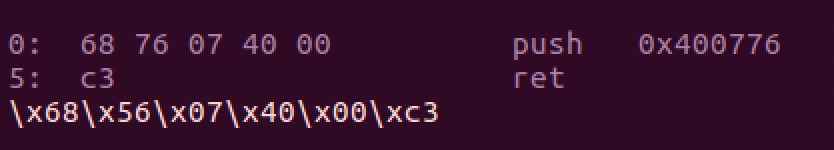 0:  68 76 07 40 00          push   0x400776
5:  c3                      ret
\x68\x56\x07\x40\x00\xc3